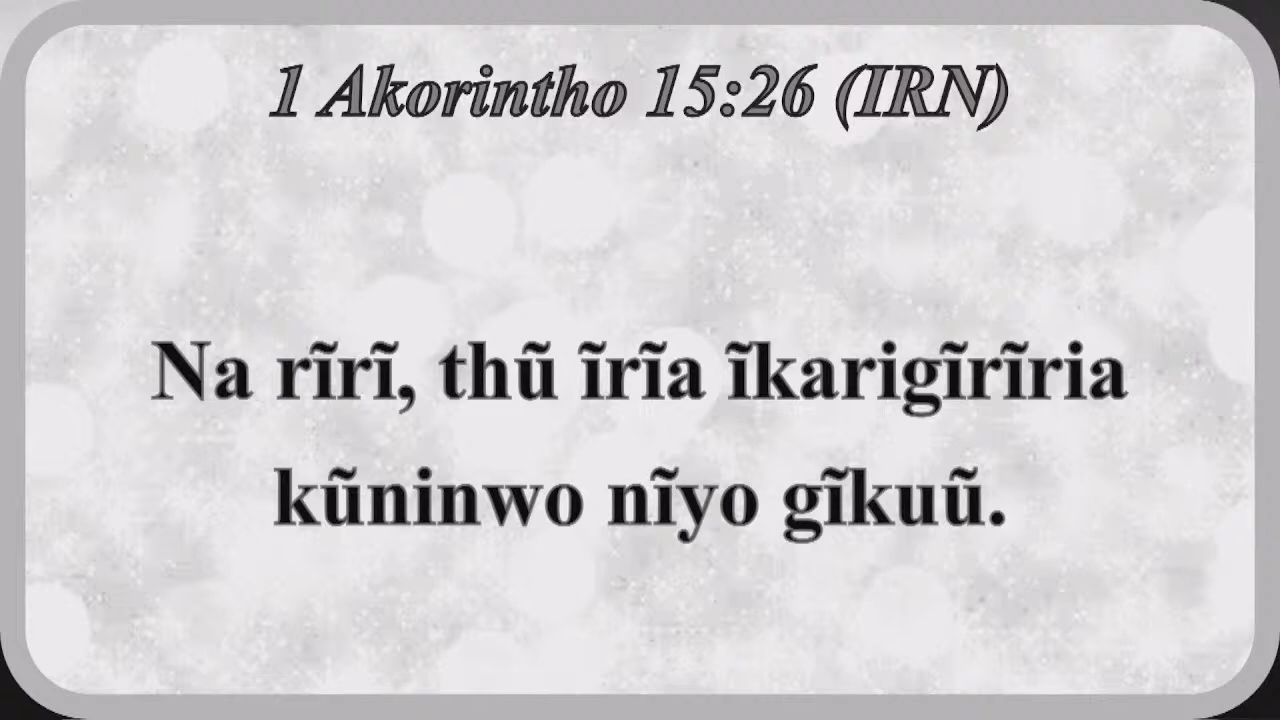 1 Akorintho 15:26 (IRN)
Na rĩrĩ, thũ ĩrĩa ĩkarigĩrĩria
kũninwo nĩyo gĩkuũ.